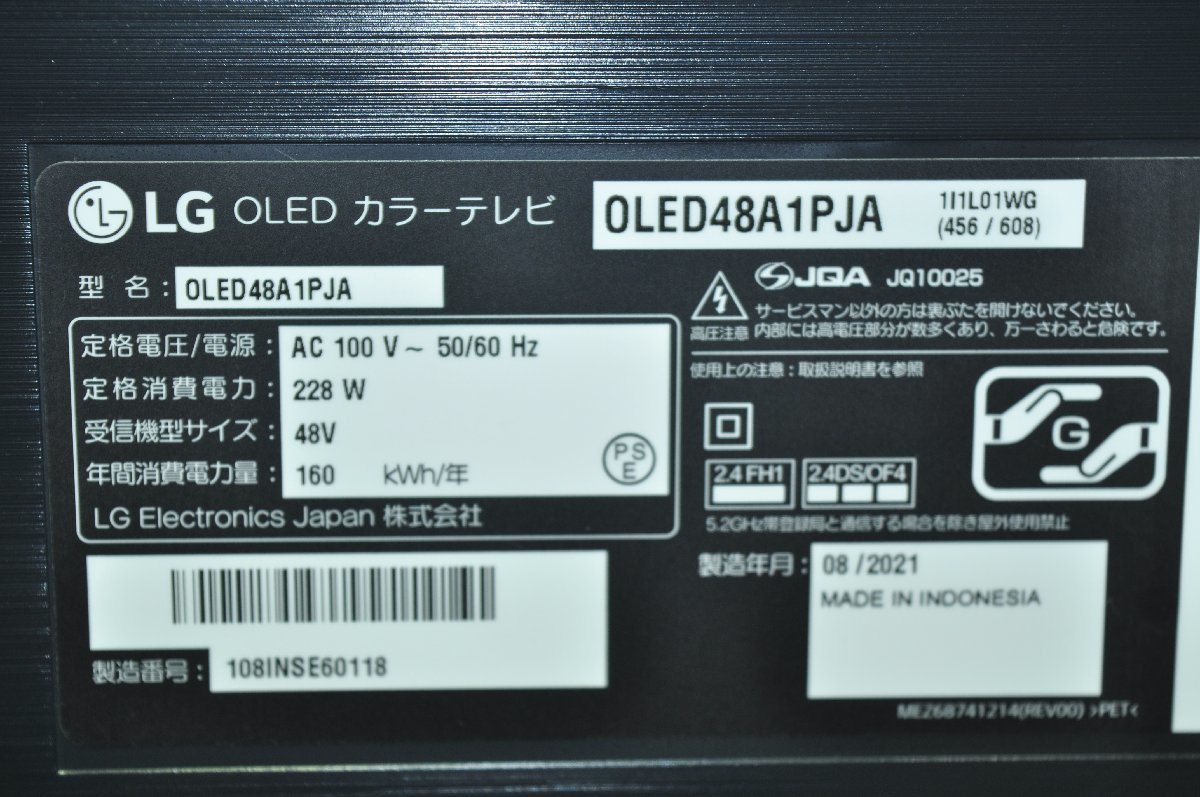 LG OLED カラーテレビ
OLED48A1PJA
1I1L01WG
(456 / 608)
型 名 : OLED48A1PJA
定格電圧/電源 : AC 100 V ~ 50/60 Hz
定格消費電力 : 228 W
受信機型サイズ : 48V
年間消費電力量 : 160 kWh/年
PS
E
LG Electronics Japan 株式会社
製造番号 : 108INSE60118
JQA JQ10025
高圧注意
サービスマン以外の方は裏ぶたを開けないでください。
内部には高電圧部分が数多くあり、万一さわると危険です。
使用上の注意 : 取扱説明書を参照
G
2.4 FH1
2.4DS/OF4
5.2GHz帯登録局と通信する場合を除き屋外使用禁止
製造年月 : 08 /2021
MADE IN INDONESIA
MEZ68741214(REV00) >PET<